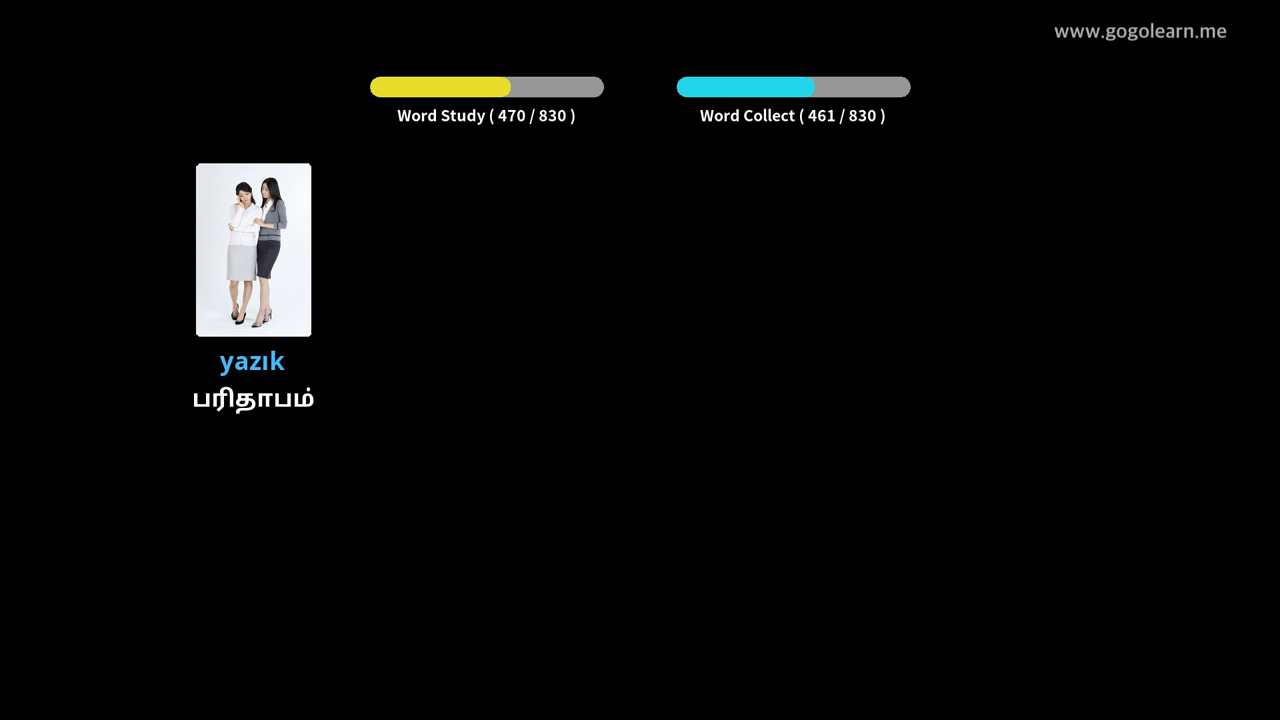 www.gogolearn.me
Word Study ( 470 / 830 )
Word Collect ( 461 / 830 )
yazık
பரிதாபம்